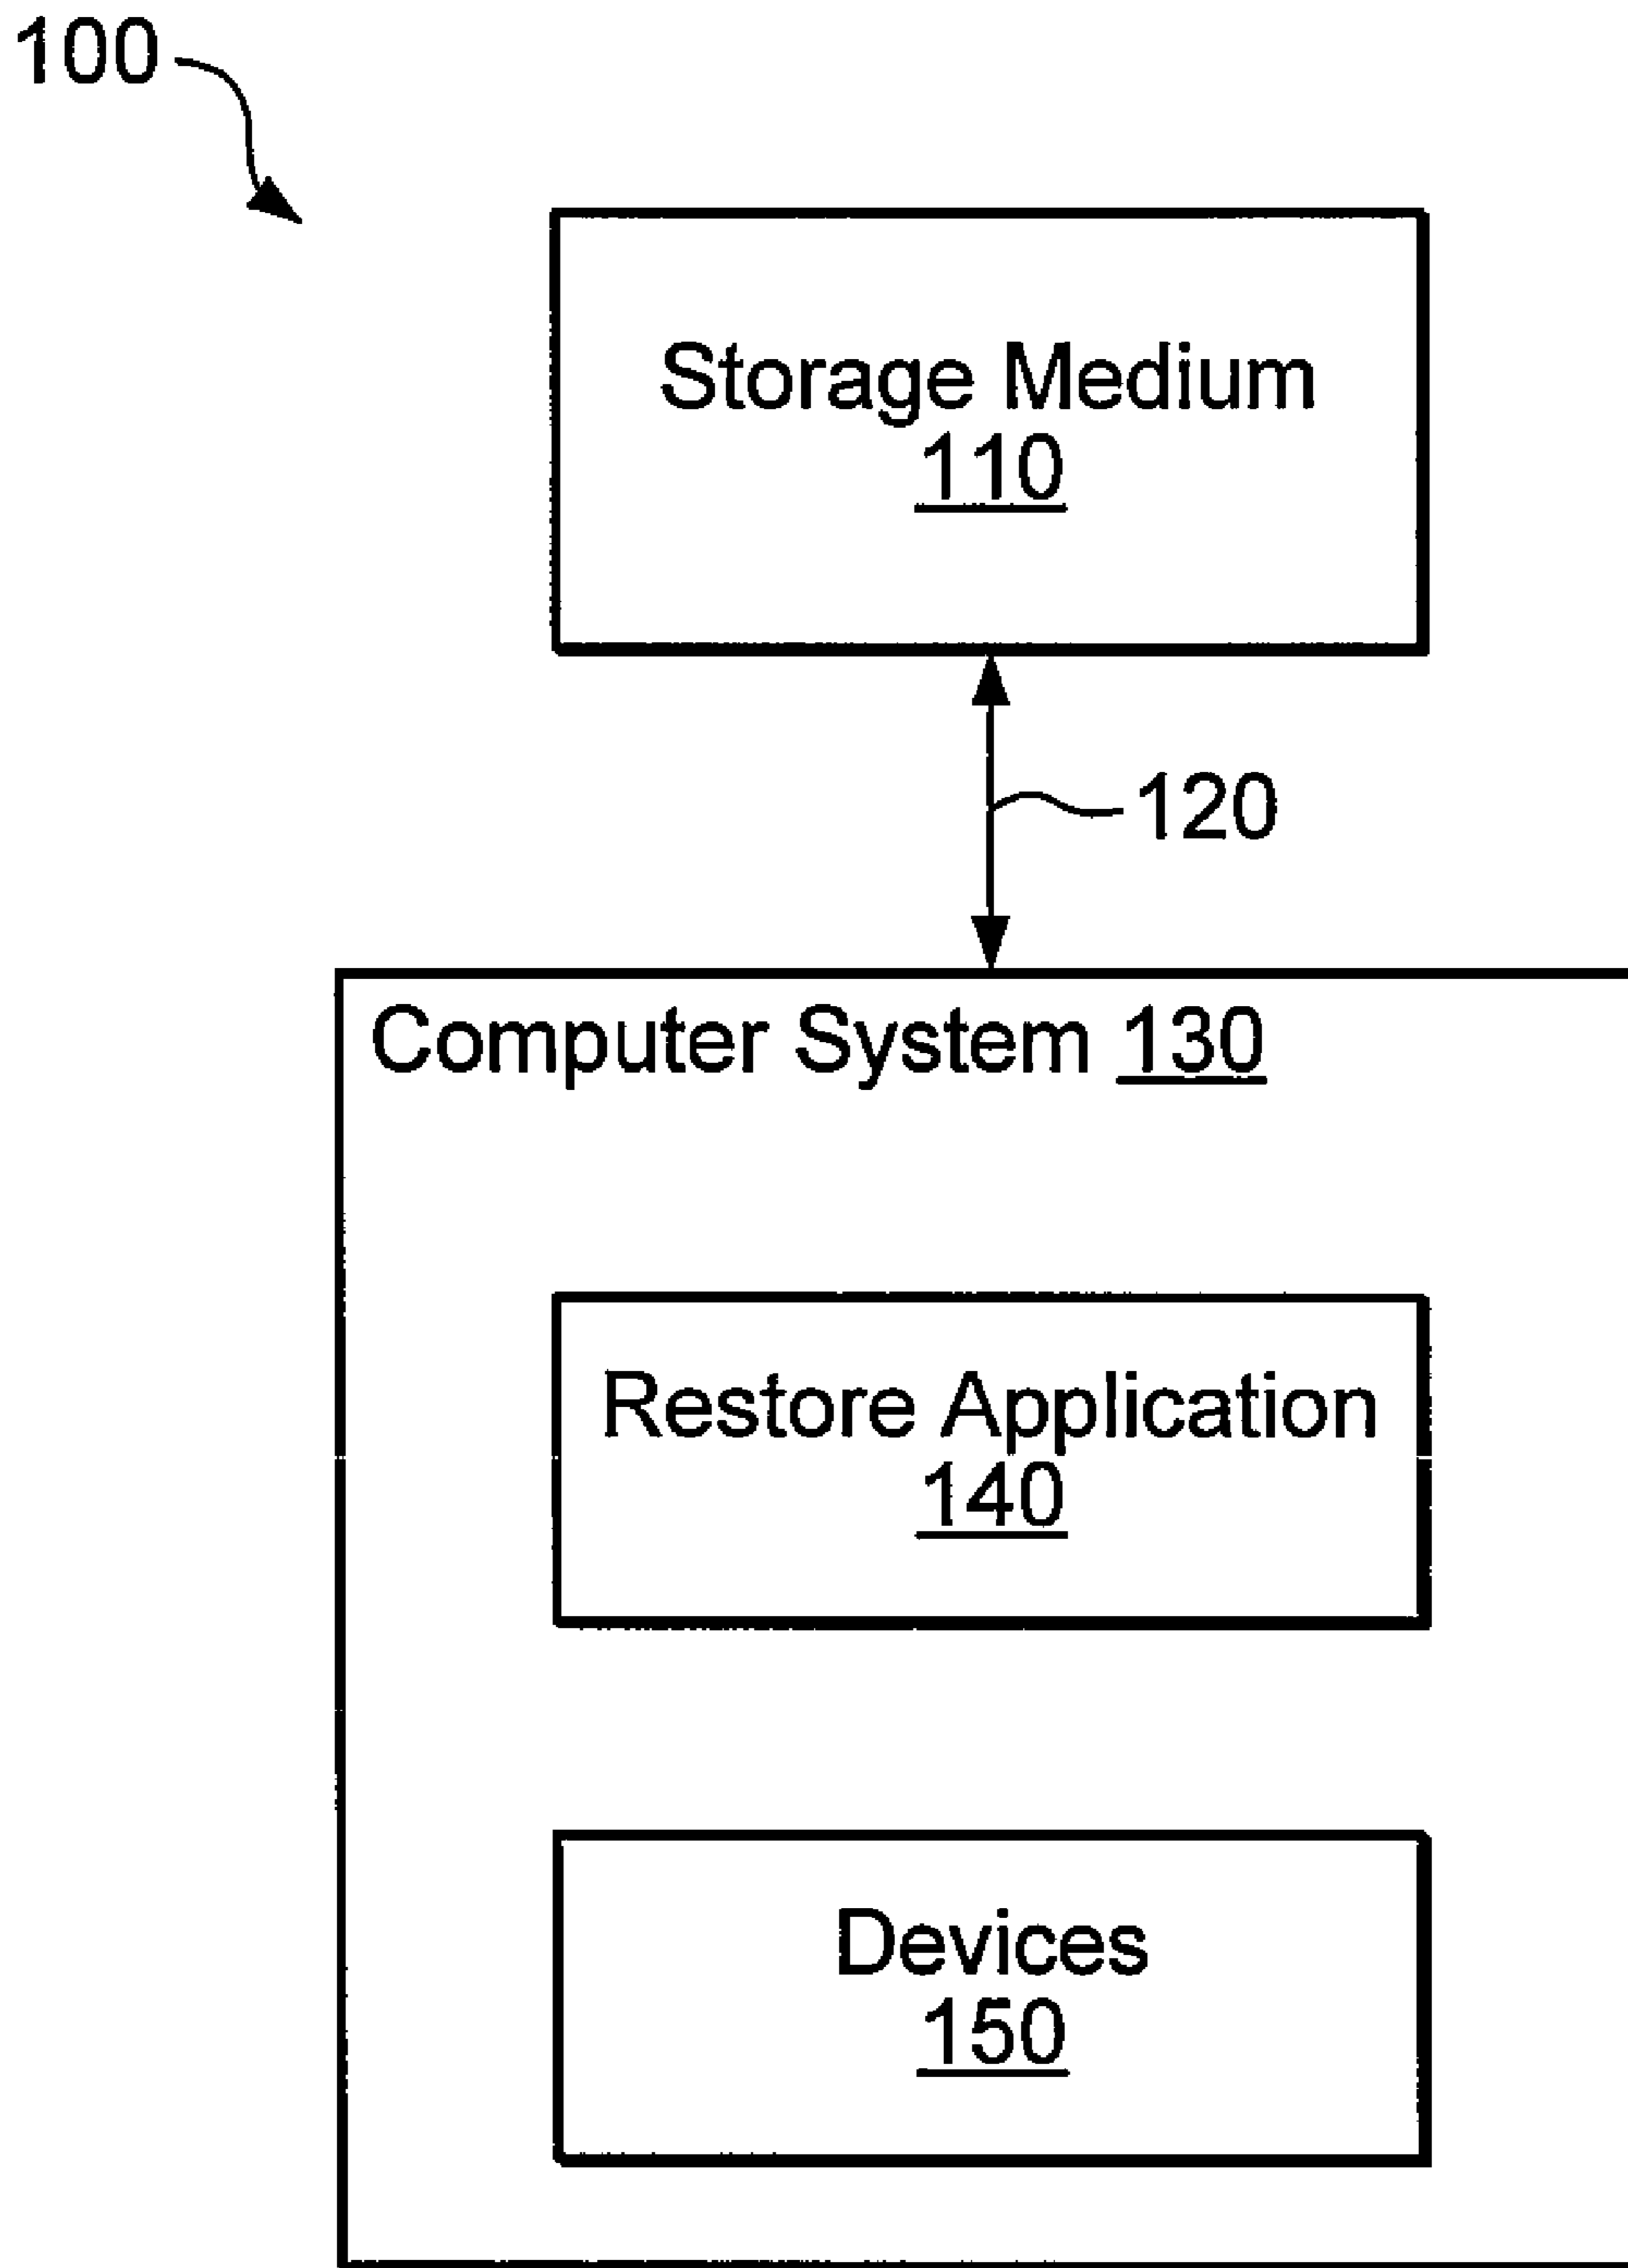 100
Storage Medium
110
120
Computer System 130
Restore Application
140
Devices
150